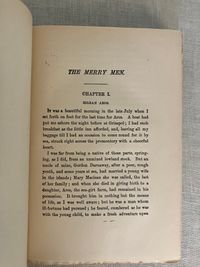 THE MERRY MEN.
CHAPTER I.
EILEAN AROS.
It was a beautiful morning in the late July when I
set forth on foot for the last time for Aros. A boat had
put me ashore the night before at Grisapol; I had such
breakfast as the little inn afforded, and, leaving all my
baggage till I had an occasion to come round for it by
sea, struck right across the promontory with a cheerful
heart.
I was far from being a native of these parts, spring-
ing, as I did, from an unmixed lowland stock. But an
uncle of mine, Gordon Darnaway, after a poor, rough
youth, and some years at sea, had married a young wife
in the islands; Mary Maclean she was called, the last
of her family; and when she died in giving birth to a
daughter, Aros, the sea-girt farm, had remained in his
possession. It brought him in nothing but the means
of life, as I was well aware; but he was a man whom
ill-fortune had pursued; he feared, cumbered as he was
with the young child, to make a fresh adventure upon